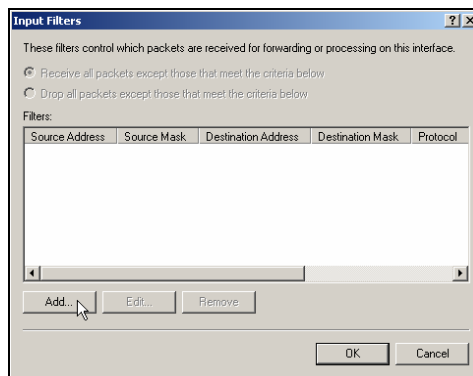 Input Filters
These filters control which packets are received for forwarding or processing on this interface.
Receive all packets except those that meet the criteria below
Drop all packets except those that meet the criteria below
Filters:
Source Address Source Mask Destination Address Destination Mask Protocol
Add... Edit... Remove
OK Cancel